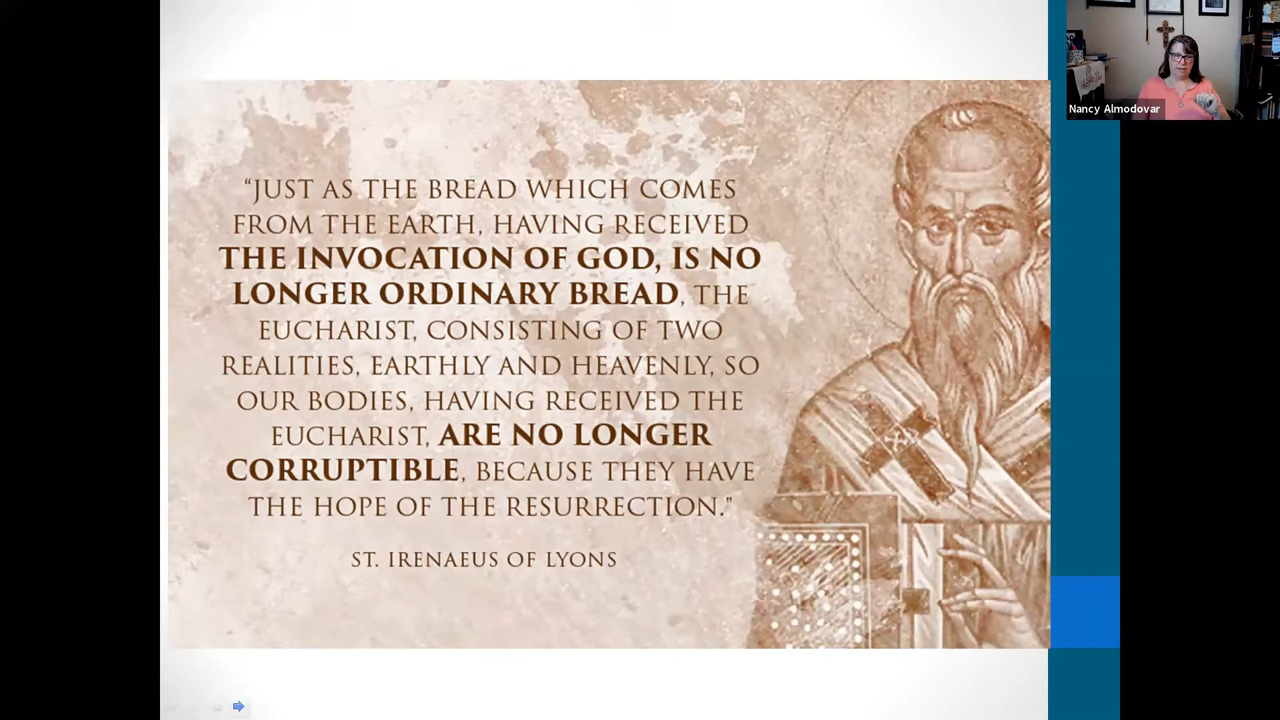 “JUST AS THE BREAD WHICH COMES
FROM THE EARTH, HAVING RECEIVED
THE INVOCATION OF GOD, IS NO
LONGER ORDINARY BREAD, THE
EUCHARIST, CONSISTING OF TWO
REALITIES, EARTHLY AND HEAVENLY, SO
OUR BODIES, HAVING RECEIVED THE
EUCHARIST, ARE NO LONGER
CORRUPTIBLE, BECAUSE THEY HAVE
THE HOPE OF THE RESURRECTION.”
ST. IRENAEUS OF LYONS
Nancy Almodovar